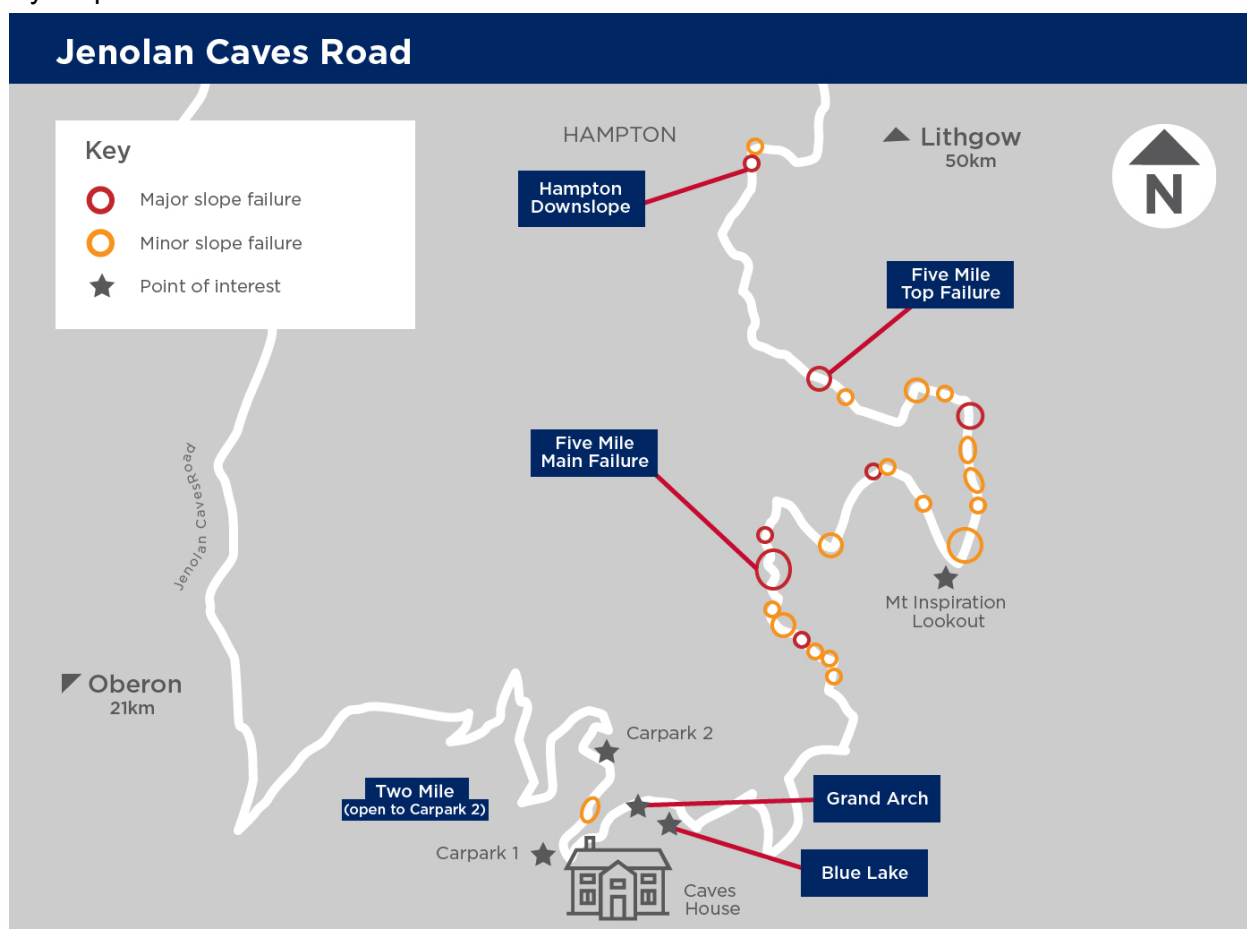 Jenolan Caves Road
Key
Major slope failure
Minor slope failure
Point of interest
HAMPTON
Lithgow
50km
N
Hampton
Downslope
Five Mile
Top Failure
Five Mile
Main Failure
Jenolan CavesRoad
Mt Inspiration
Lookout
Oberon
21km
Carpark 2
Two Mile
(open to Carpark 2)
Grand Arch
Carpark 1
Blue Lake
Caves
House